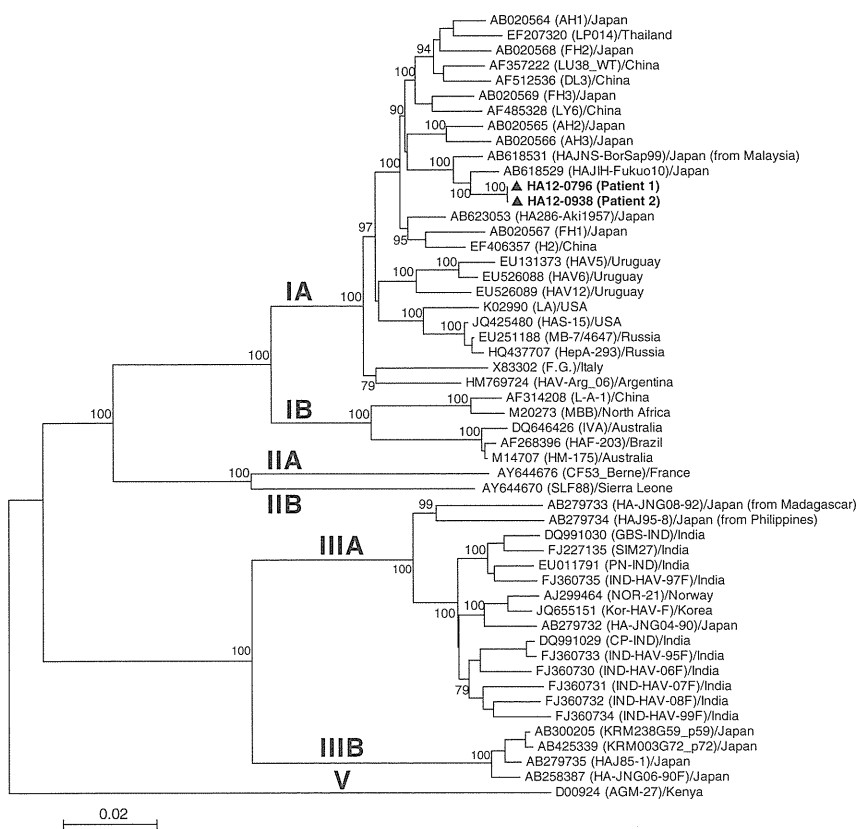 AB020564 (AH1)/Japan
EF207320 (LP014)/Thailand
94
AB020568 (FH2)/Japan
AF357222 (LU38_WT)/China
100
AF512536 (DL3)/China
AB020569 (FH3)/Japan
90
AF485328 (LY6)/China
100
AB020565 (AH2)/Japan
AB020566 (AH3)/Japan
AB618531 (HAJNS-BorSap99)/Japan (from Malaysia)
100
100
AB618529 (HAJIH-Fukuo10)/Japan
100
HA12-0796 (Patient 1)
100
HA12-0938 (Patient 2)
AB623053 (HA286-Aki1957)/Japan
97
AB020567 (FH1)/Japan
95
EF406357 (H2)/China
100
EU131373 (HAV5)/Uruguay
100
EU526088 (HAV6)/Uruguay
IA
100
EU526089 (HAV12)/Uruguay
K02990 (LA)/USA
100
JQ425480 (HAS-15)/USA
100
EU251188 (MB-7/4647)/Russia
100
HQ437707 (HepA-293)/Russia
X83302 (F.G.)/Italy
79
HM769724 (HAV-Arg_06)/Argentina
AF314208 (L-A-1)/China
100
IB
100
100
M20273 (MBB)/North Africa
DQ646426 (IVA)/Australia
100
AF268396 (HAF-203)/Brazil
M14707 (HM-175)/Australia
IIA
100
AY644676 (CF53_Berne)/France
AY644670 (SLF88)/Sierra Leone
IIB
99
AB279733 (HA-JNG08-92)/Japan (from Madagascar)
AB279734 (HAJ95-8)/Japan (from Philippines)
DQ991030 (GBS-IND)/India
IIIA
100
FJ227135 (SIM27)/India
100
EU011791 (PN-IND)/India
FJ360735 (IND-HAV-97F)/India
AJ299464 (NOR-21)/Norway
100
100
JQ655151 (Kor-HAV-F)/Korea
AB279732 (HA-JNG04-90)/Japan
DQ991029 (CP-IND)/India
100
FJ360733 (IND-HAV-95F)/India
FJ360730 (IND-HAV-06F)/India
79
FJ360731 (IND-HAV-07F)/India
FJ360732 (IND-HAV-08F)/India
FJ360734 (IND-HAV-99F)/India
AB300205 (KRM238G59_p59)/Japan
IIIB
100
AB425339 (KRM003G72_p72)/Japan
AB279735 (HAJ85-1)/Japan
V
AB258387 (HA-JNG06-90F)/Japan
D00924 (AGM-27)/Kenya
0.02